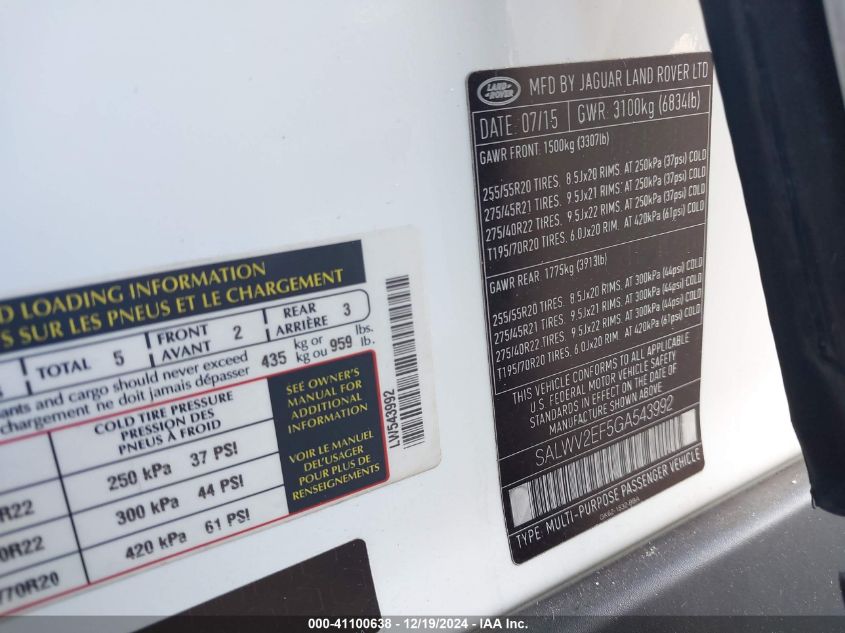 D LOADING INFORMATION
S SUR LES PNEUS ET LE CHARGEMENT
TOTAL 5
FRONT AVANT 2
REAR ARRIÈRE 3
ants and cargo should never exceed 435 kg or 959 lbs.
chargement ne doit jamais dépasser kg ou lb.
COLD TIRE PRESSURE
PRESSION DES
PNEUS À FROID
R22 250 kPa 37 PSI
0R22 300 kPa 44 PSI
70R20 420 kPa 61 PSI
SEE OWNER'S
MANUAL FOR
ADDITIONAL
INFORMATION
VOIR LE MANUEL
DEL'USAGER
POUR PLUS DE
RENSEIGNEMENTS
LV7543992
LAND ROVER
MFD BY JAGUAR LAND ROVER LTD
DATE: 07/15 GWR: 3100kg (6834lb)
GAWR FRONT: 1500kg (3307lb)
255/55R20 TIRES. 8.5Jx20 RIMS. AT 250kPa (37psi) COLD
275/45R21 TIRES. 9.5Jx21 RIMS. AT 250kPa (37psi) COLD
275/40R22 TIRES. 9.5Jx22 RIMS. AT 250kPa (37psi) COLD
T195/70R20 TIRES. 6.0Jx20 RIM. AT 420kPa (61psi) COLD
GAWR REAR: 1775kg (3913lb)
255/55R20 TIRES. 8.5Jx20 RIMS. AT 300kPa (44psi) COLD
275/45R21 TIRES. 9.5Jx21 RIMS. AT 300kPa (44psi) COLD
275/40R22 TIRES. 9.5Jx22 RIMS. AT 300kPa (44psi) COLD
T195/70R20 TIRES. 6.0Jx20 RIM. AT 420kPa (61psi) COLD
THIS VEHICLE CONFORMS TO ALL APPLICABLE
U.S. FEDERAL MOTOR VEHICLE SAFETY
STANDARDS IN EFFECT ON THE DATE OF
MANUFACTURE SHOWN ABOVE
SALWV2EF5GA543992
TYPE: MULTI-PURPOSE PASSENGER VEHICLE
000-41100638 - 12/19/2024 - IAA, Inc.